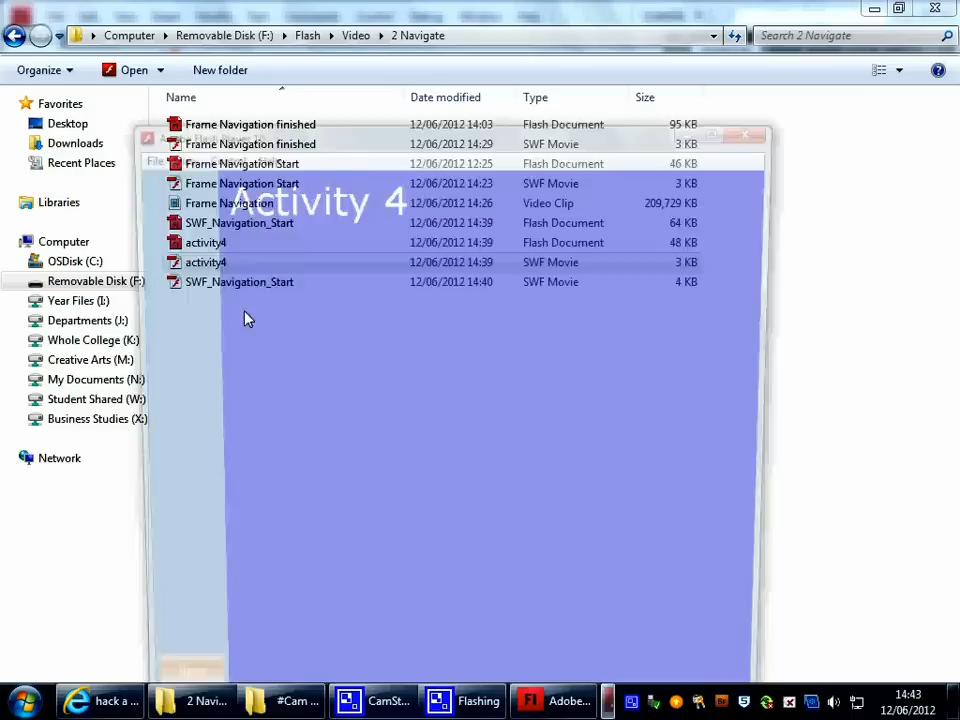 Computer Removable Disk (F:) Flash Video 2 Navigate Search 2 Navigate
Organize Open New folder
Name Date modified Type Size
Favorites
Desktop
Downloads
Recent Places
Libraries
Computer
OSDisk (C:)
Removable Disk (F:)
Year Files (I:)
Departments (J:)
Whole College (K:)
Creative Arts (M:)
My Documents (N:)
Student Shared (W:)
Business Studies (X:)
Network
Frame Navigation finished 12/06/2012 14:03 Flash Document 95 KB
Frame Navigation finished 12/06/2012 14:29 SWF Movie 3 KB
Frame Navigation Start 12/06/2012 12:25 Flash Document 46 KB
Frame Navigation Start 12/06/2012 14:23 SWF Movie 3 KB
Frame Navigation 12/06/2012 14:26 Video Clip 209,729 KB
SWF_Navigation_Start 12/06/2012 14:39 Flash Document 64 KB
activity4 12/06/2012 14:39 Flash Document 48 KB
activity4 12/06/2012 14:39 SWF Movie 3 KB
SWF_Navigation_Start 12/06/2012 14:40 SWF Movie 4 KB
File
Activity 4
hack a ... 2 Navi... #Cam ... CamSt... Flashing Adobe...
14:43
12/06/2012